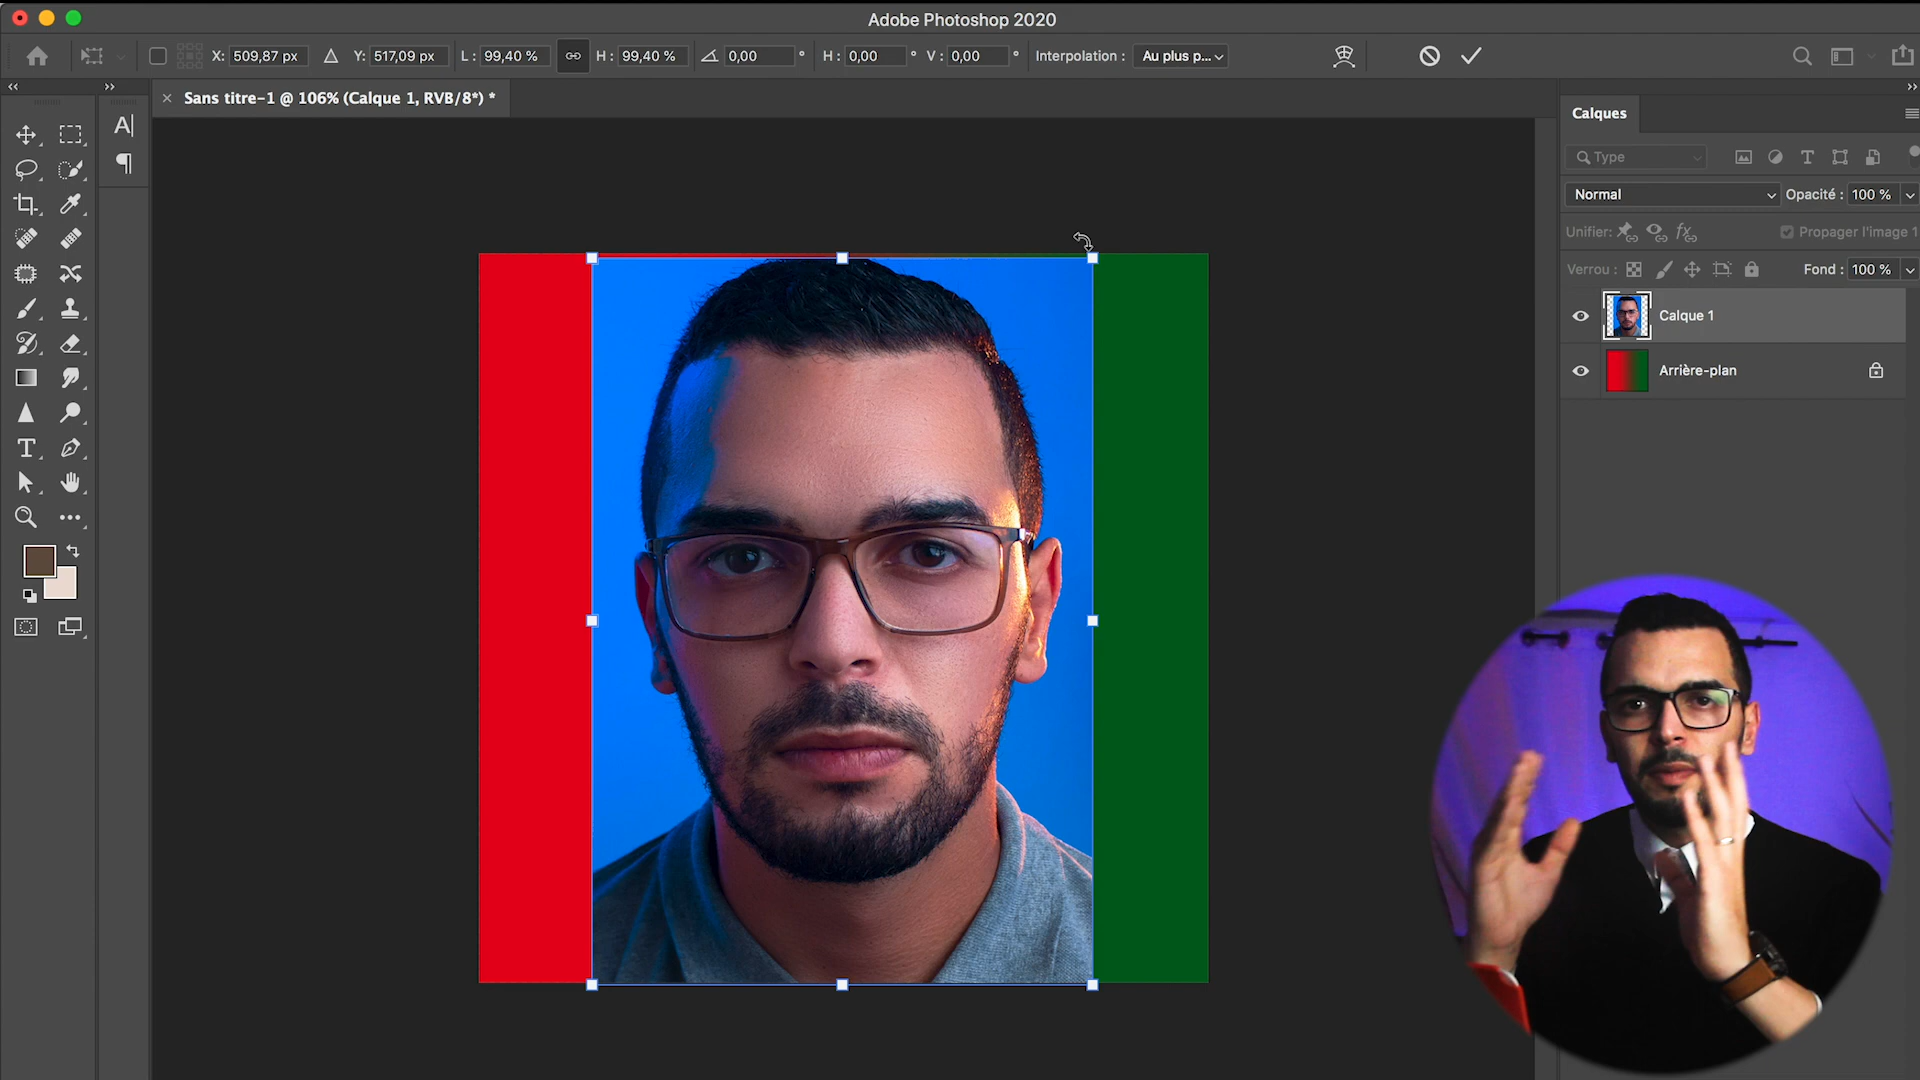 Adobe Photoshop 2020
X: 509,87 px Y: 517,09 px L: 99,40 % H: 99,40 % 0,00 ° H: 0,00 ° V: 0,00 ° Interpolation : Au plus p...
Sans titre-1 @ 106% (Calque 1, RVB/8*) *
Calques
Type
Normal Opacité : 100 %
Unifier: Propager l'image 1
Verrou : Fond : 100 %
Calque 1
Arrière-plan